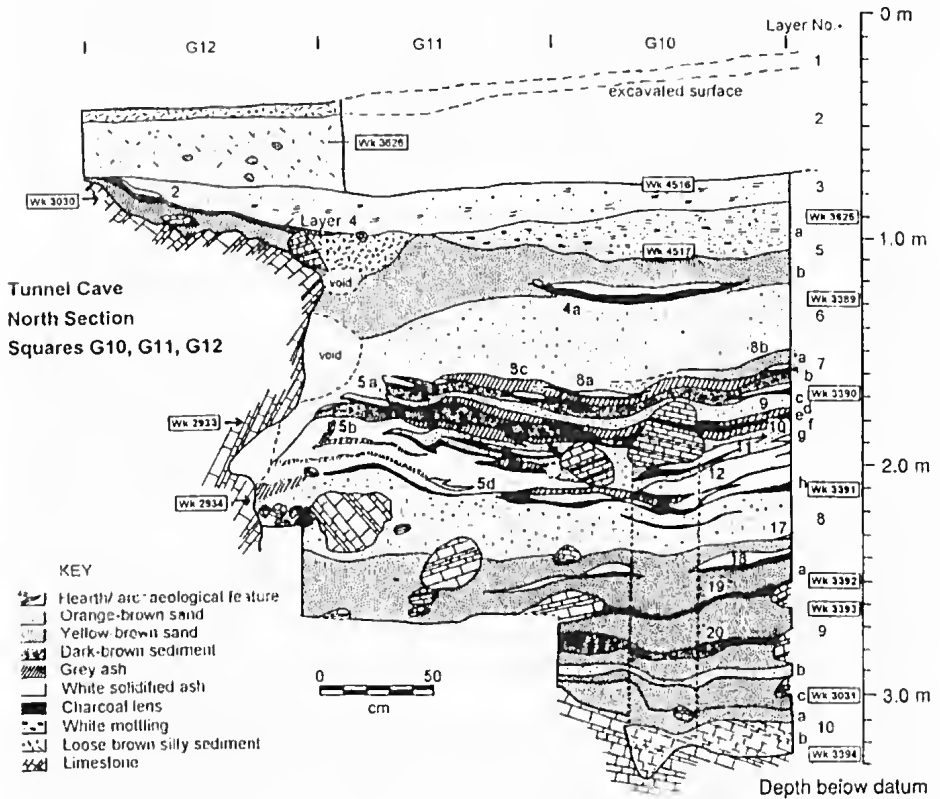 0 m
Layer No.
G12
G11
G10
1
excavated surface
2
Wk 3626
Wk 4516
3
Wk 3030
2
Layer 4
Wk 3625
a
1.0 m
Wk 4517
5
b
void
Tunnel Cave
North Section
Squares G10, G11, G12
4a
Wk 3389
6
void
8b
a
7
8c
8a
b
5a
c
Wk 3390
9
d
e
f
Wk 2933
5b
10
g
11
2.0 m
12
5d
h
Wk 3391
Wk 2934
8
17
KEY
18
a
Hearth/ archaeological feature
19
Wk 3392
Orange-brown sand
Wk 3393
Yellow-brown sand
20
9
Dark-brown sediment
Grey ash
b
White solidified ash
0 50
cm
Charcoal lens
c
Wk 3031
3.0 m
White mottling
a
10
Loose brown silty sediment
b
Limestone
Wk 3394
Depth below datum